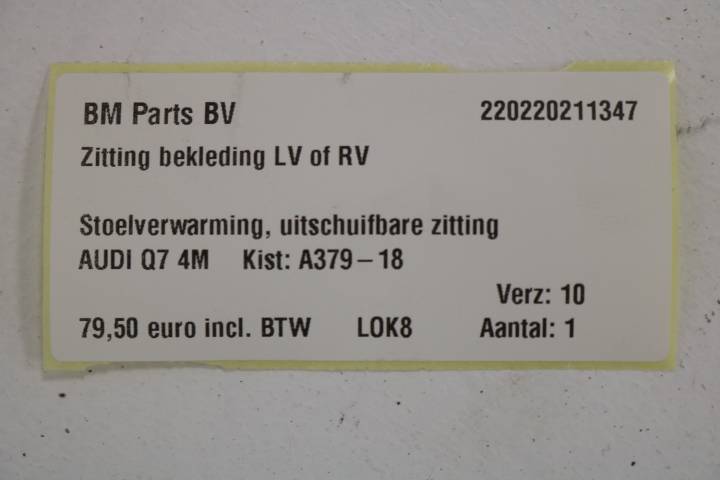 BM Parts BV 220220211347
Zitting bekleding LV of RV
Stoelverwarming, uitschuifbare zitting
AUDI Q7 4M Kist: A379-18
Verz: 10
79,50 euro incl. BTW LOK8 Aantal: 1